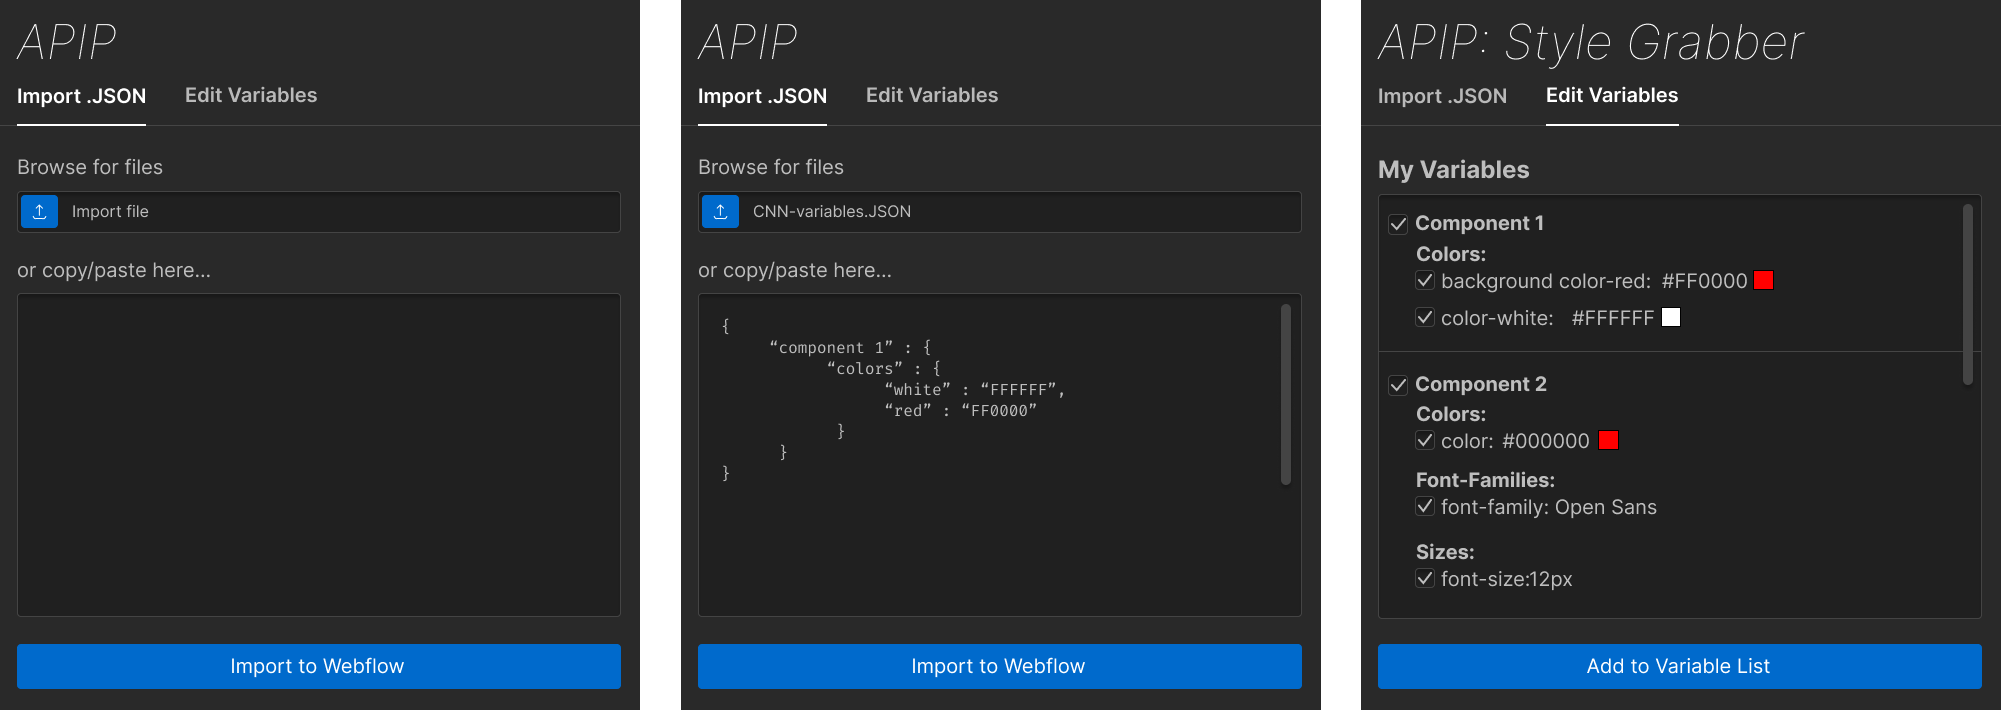 APIP
Import .JSON Edit Variables
Browse for files
Import file
or copy/paste here...
Import to Webflow
APIP
Import .JSON Edit Variables
Browse for files
CNN-variables.JSON
or copy/paste here...
{
“component 1” : {
“colors” : {
“white” : “FFFFFF”,
“red” : “FF0000”
}
}
}
Import to Webflow
APIP: Style Grabber
Import .JSON Edit Variables
My Variables
Component 1
Colors:
background color-red: #FF0000
color-white: #FFFFFF
Component 2
Colors:
color: #000000
Font-Families:
font-family: Open Sans
Sizes:
font-size:12px
Add to Variable List